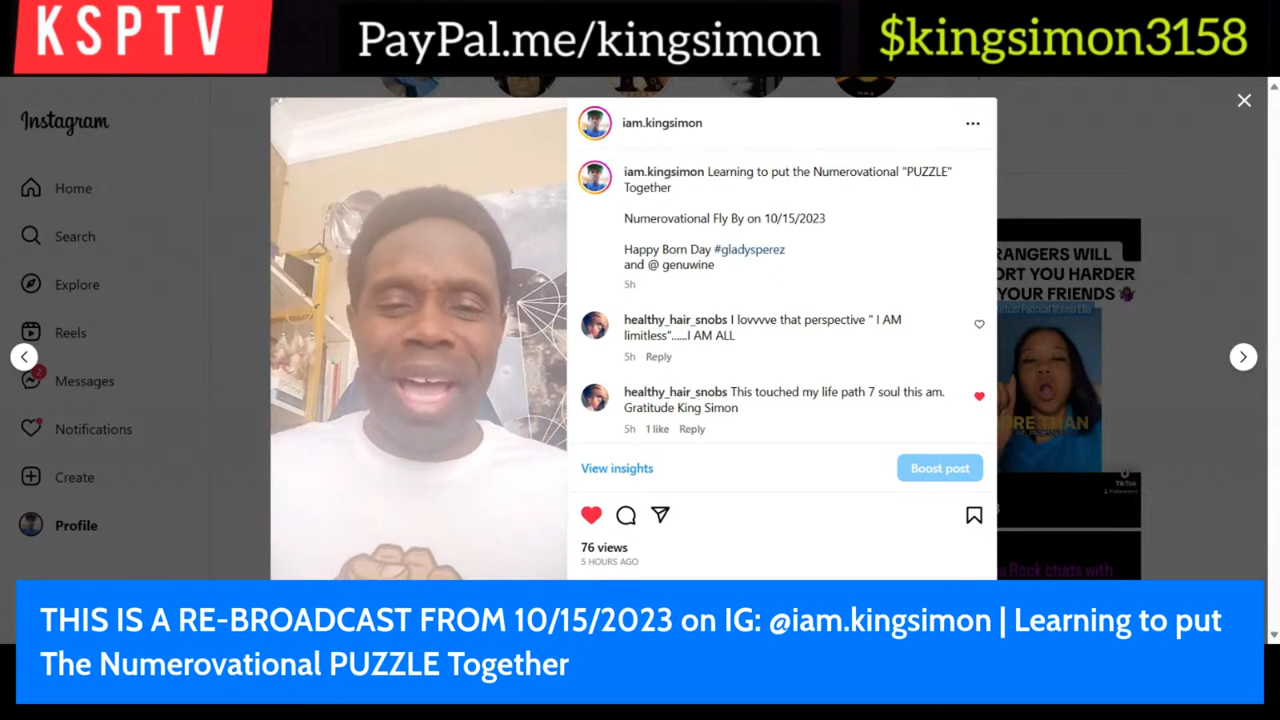 KSPTV
PayPal.me/kingsimon
$kingsimon3158
Instagram
Home
Search
Explore
Reels
2
Messages
Notifications
Create
Profile
iam.kingsimon
iam.kingsimon Learning to put the Numerovational "PUZZLE"
Together
Numerovational Fly By on 10/15/2023
Happy Born Day #gladysperez
and @ genuwine
5h
healthy_hair_snobs I lovvvve that perspective " I AM
limitless"......I AM ALL
5h Reply
healthy_hair_snobs This touched my life path 7 soul this am.
Gratitude King Simon
5h 1 like Reply
View insights
Boost post
76 views
5 HOURS AGO
RANGERS WILL
RT YOU HARDER
YOUR FRIENDS
RE THAN
TikTok
s Rock chats with
THIS IS A RE-BROADCAST FROM 10/15/2023 on IG: @iam.kingsimon | Learning to put
The Numerovational PUZZLE Together